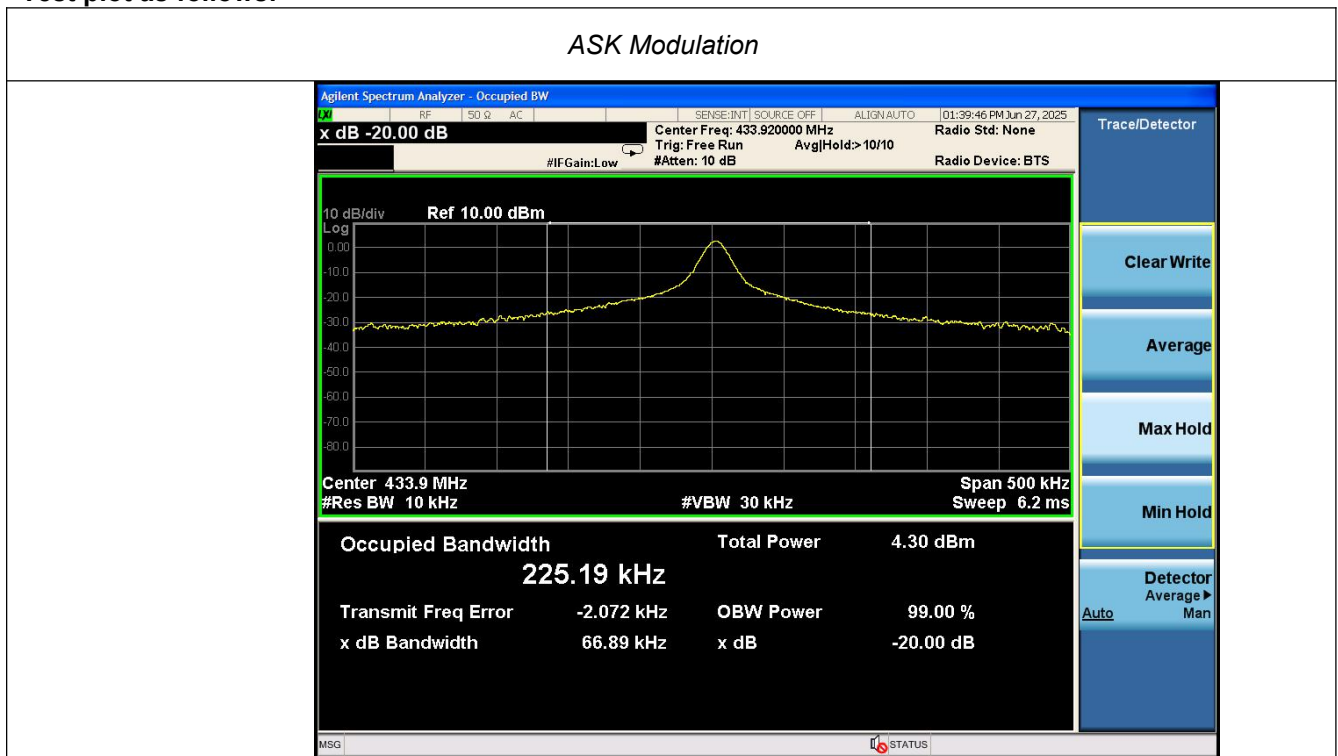 Test plot as follows:
ASK Modulation
Agilent Spectrum Analyzer - Occupied BW
LXI RF 50 Ω AC SENSE:INT SOURCE OFF ALIGN AUTO 01:39:46 PM Jun 27, 2025
x dB -20.00 dB
Center Freq: 433.920000 MHz
Radio Std: None
Trig: Free Run Avg|Hold:>10/10
#IFGain:Low #Atten: 10 dB
Radio Device: BTS
10 dB/div Ref 10.00 dBm
Log
0.00
-10.0
-20.0
-30.0
-40.0
-50.0
-60.0
-70.0
-80.0
Center 433.9 MHz Span 500 kHz
#Res BW 10 kHz #VBW 30 kHz Sweep 6.2 ms
Occupied Bandwidth Total Power 4.30 dBm
225.19 kHz
Transmit Freq Error -2.072 kHz OBW Power 99.00 %
x dB Bandwidth 66.89 kHz x dB -20.00 dB
MSG STATUS
Trace/Detector
Clear Write
Average
Max Hold
Min Hold
Detector
Average▶
Auto Man